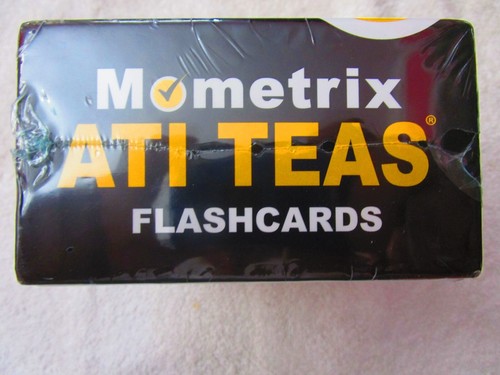 Mometrix
ATI TEAS®
FLASHCARDS